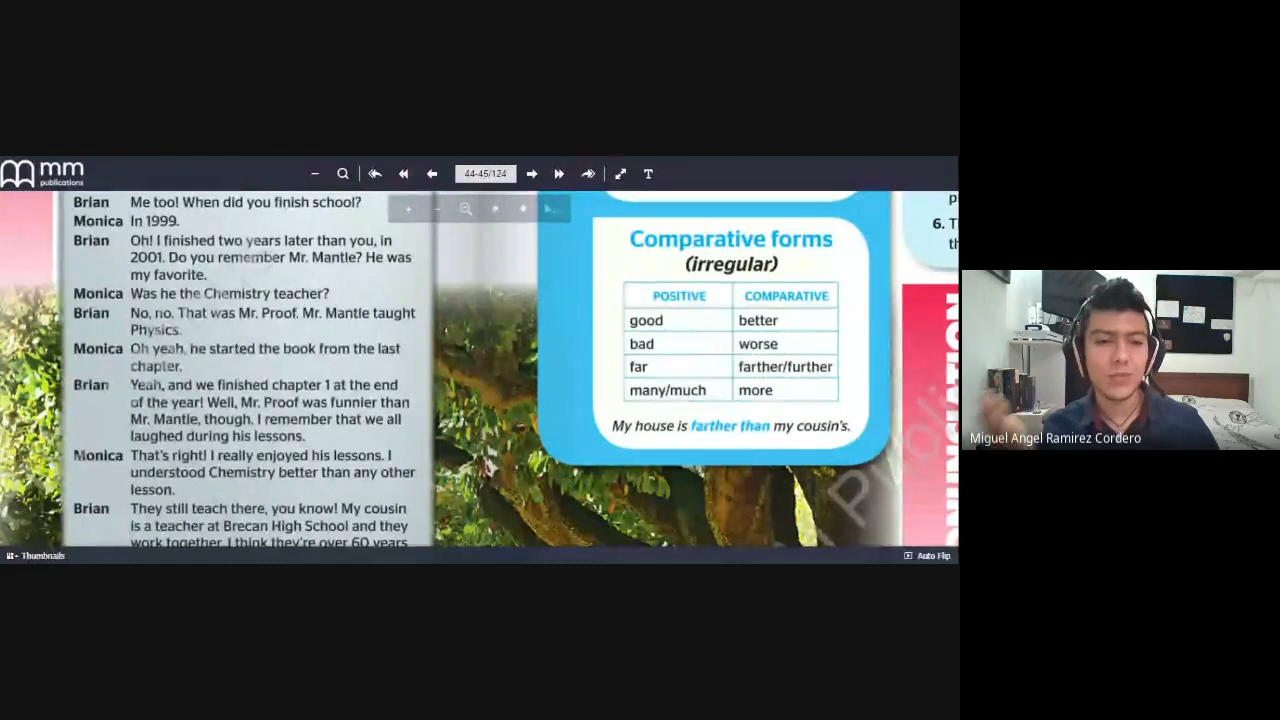 mm
publications
44-45/124
T
Brian Me too! When did you finish school?
Monica In 1999.
Brian Oh! I finished two years later than you, in
2001. Do you remember Mr. Mantle? He was
my favorite.
Monica Was he the Chemistry teacher?
Brian No, no. That was Mr. Proof. Mr. Mantle taught
Physics.
Monica Oh yeah, he started the book from the last
chapter.
Brian Yeah, and we finished chapter 1 at the end
of the year! Well, Mr. Proof was funnier than
Mr. Mantle, though. I remember that we all
laughed during his lessons.
Monica That's right! I really enjoyed his lessons. I
understood Chemistry better than any other
lesson.
Brian They still teach there, you know! My cousin
is a teacher at Brecan High School and they
work together. I think they're over 60 years
Comparative forms
(irregular)
POSITIVE COMPARATIVE
good better
bad worse
far farther/further
many/much more
My house is farther than my cousin's.
6.
Thumbnails
Auto Flip
Miguel Angel Ramirez Cordero